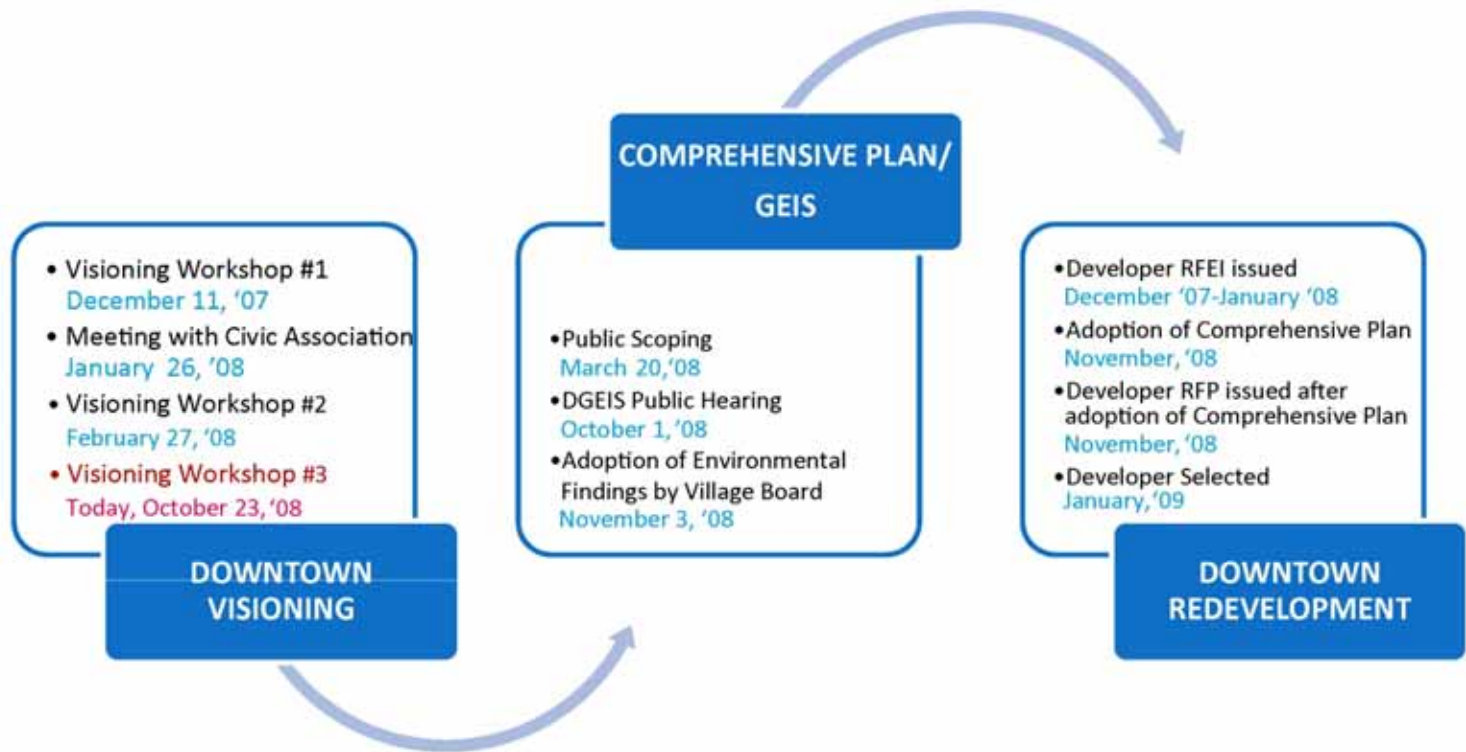 • Visioning Workshop #1
December 11, ‘07
• Meeting with Civic Association
January 26, ’08
• Visioning Workshop #2
February 27, ‘08
• Visioning Workshop #3
Today, October 23, ‘08
DOWNTOWN
VISIONING
COMPREHENSIVE PLAN/
GEIS
•Public Scoping
March 20,‘08
•DGEIS Public Hearing
October 1,‘08
•Adoption of Environmental
Findings by Village Board
November 3, ‘08
•Developer RFEI issued
December ‘07-January ‘08
•Adoption of Comprehensive Plan
November, ‘08
•Developer RFP issued after
adoption of Comprehensive Plan
November, ‘08
•Developer Selected
January,‘09
DOWNTOWN
REDEVELOPMENT